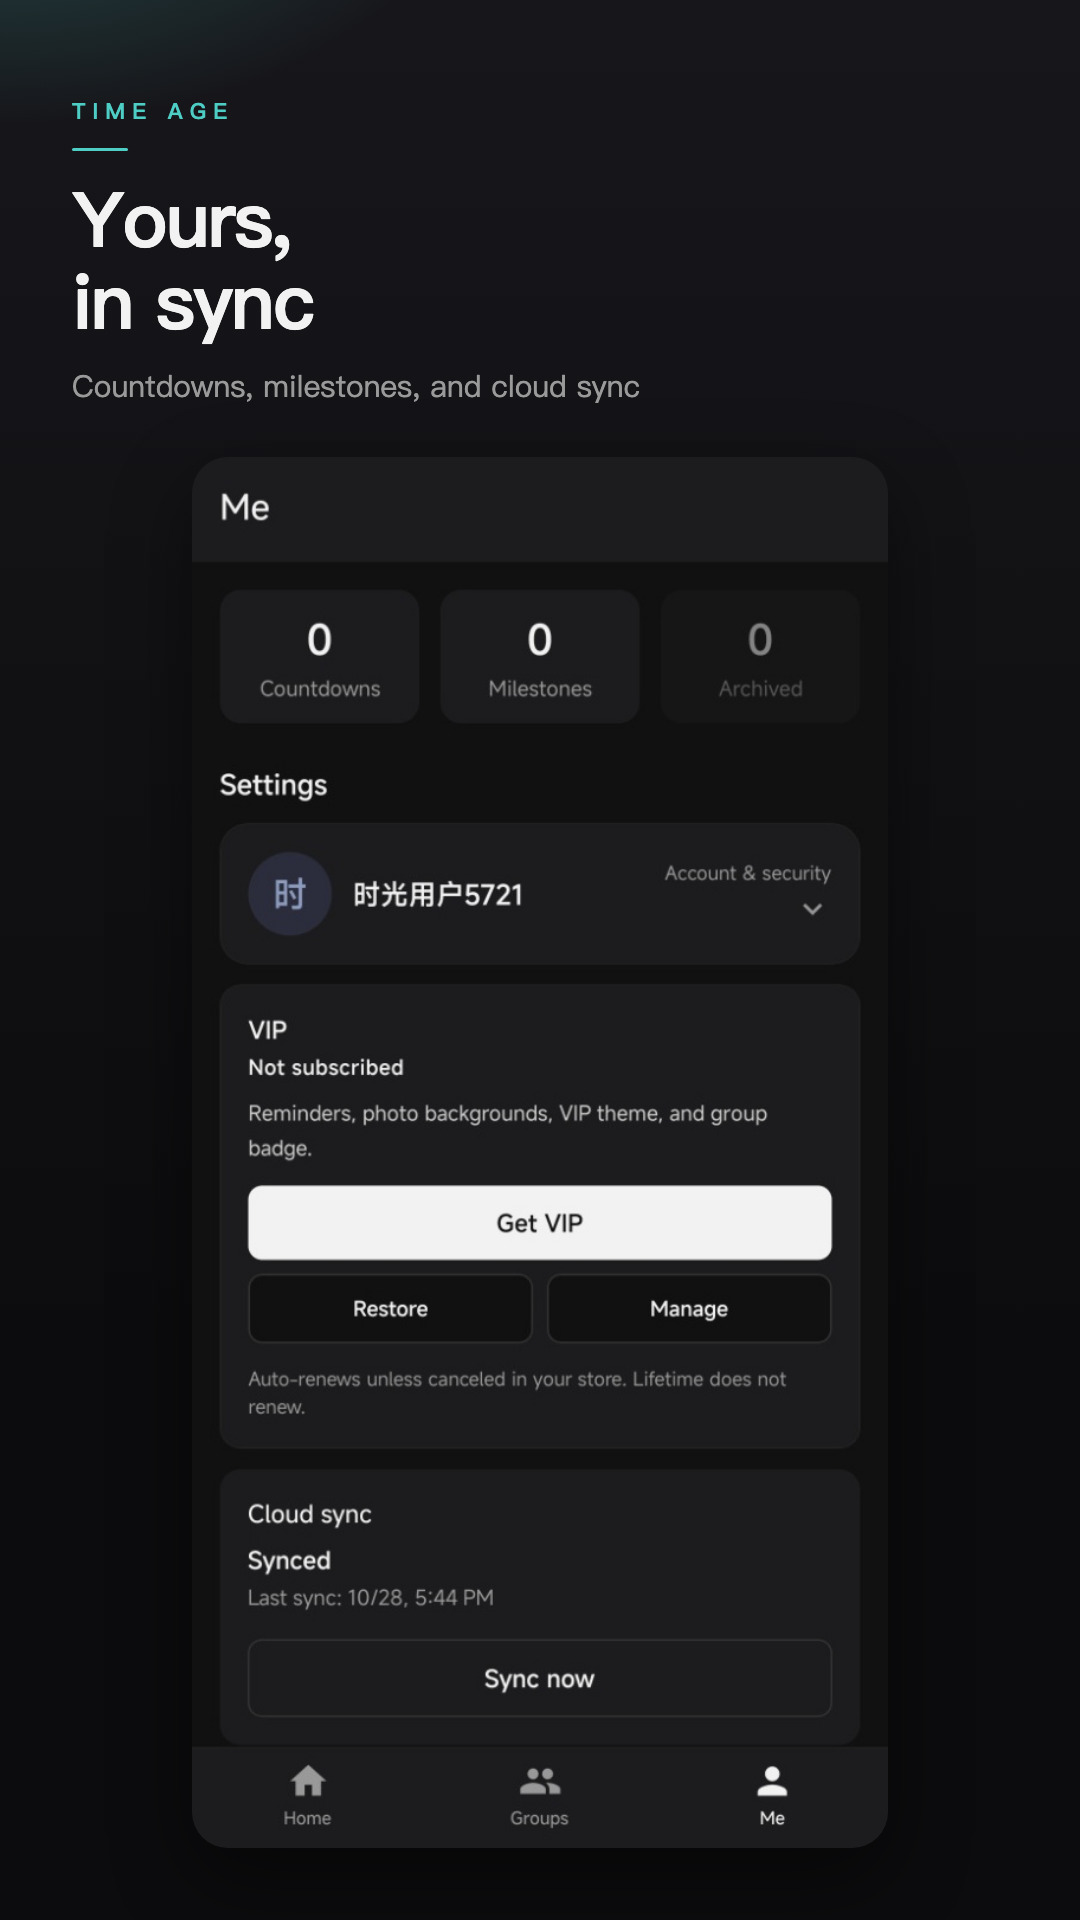 TIME AGE
Yours,
in sync
Countdowns, milestones, and cloud sync
Me
0
Countdowns
0
Milestones
0
Archived
Settings
时
时光用户5721
Account & security
VIP
Not subscribed
Reminders, photo backgrounds, VIP theme, and group
badge.
Get VIP
Restore
Manage
Auto-renews unless canceled in your store. Lifetime does not
renew.
Cloud sync
Synced
Last sync: 10/28, 5:44 PM
Sync now
Home
Groups
Me